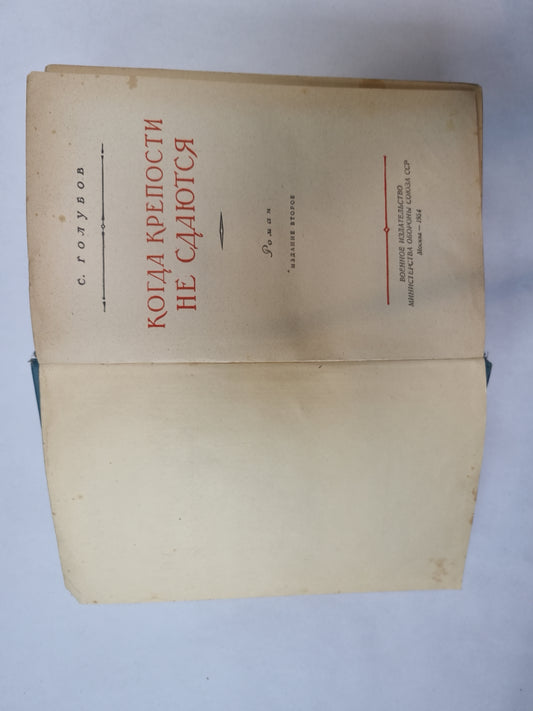 С. ГОЛУБОВ
КОГДА КРЕПОСТИ
НЕ СДАЮТСЯ
Роман
ИЗДАНИЕ ВТОРОЕ
ВОЕННОЕ ИЗДАТЕЛЬСТВО
МИНИСТЕРСТВА ОБОРОНЫ СОЮЗА ССР
Москва — 1954